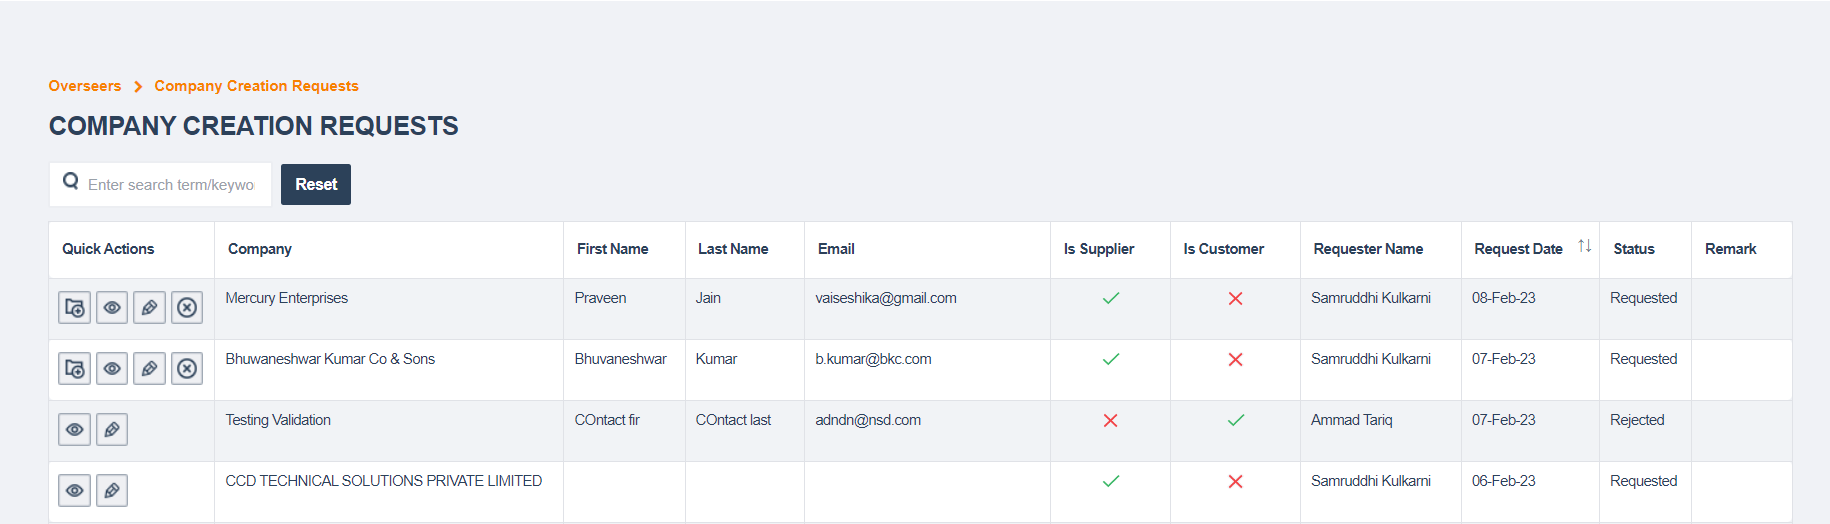 Overseers > Company Creation Requests
COMPANY CREATION REQUESTS
Enter search term/keywo Reset
Quick Actions Company First Name Last Name Email Is Supplier Is Customer Requester Name Request Date Status Remark
Mercury Enterprises Praveen Jain vaiseshika@gmail.com Samruddhi Kulkarni 08-Feb-23 Requested
Bhuwaneshwar Kumar Co & Sons Bhuvaneshwar Kumar b.kumar@bkc.com Samruddhi Kulkarni 07-Feb-23 Requested
Testing Validation COntact fir COntact last adndn@nsd.com Ammad Tariq 07-Feb-23 Rejected
CCD TECHNICAL SOLUTIONS PRIVATE LIMITED Samruddhi Kulkarni 06-Feb-23 Requested